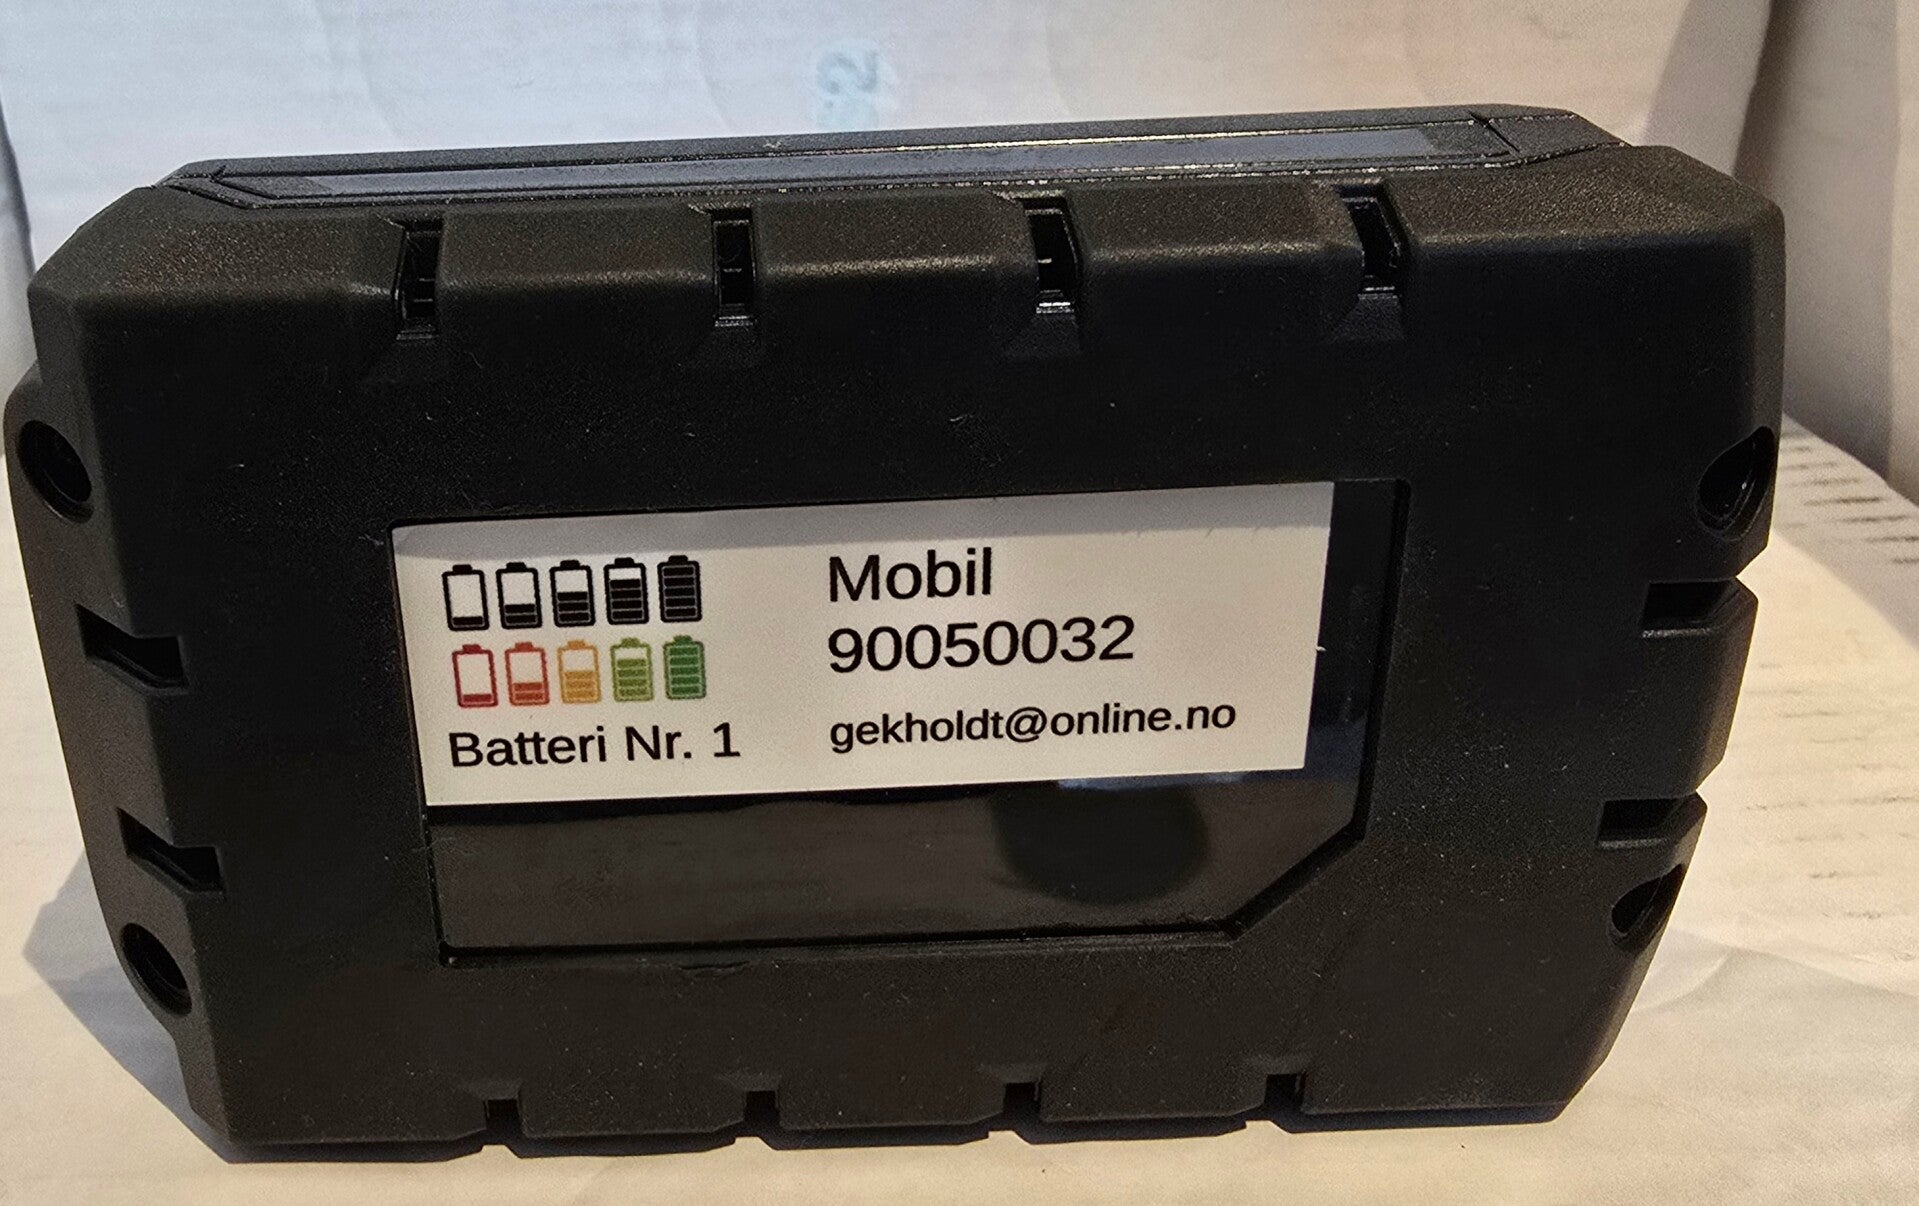 Mobil
90050032
gekholdt@online.no
Batteri Nr. 1